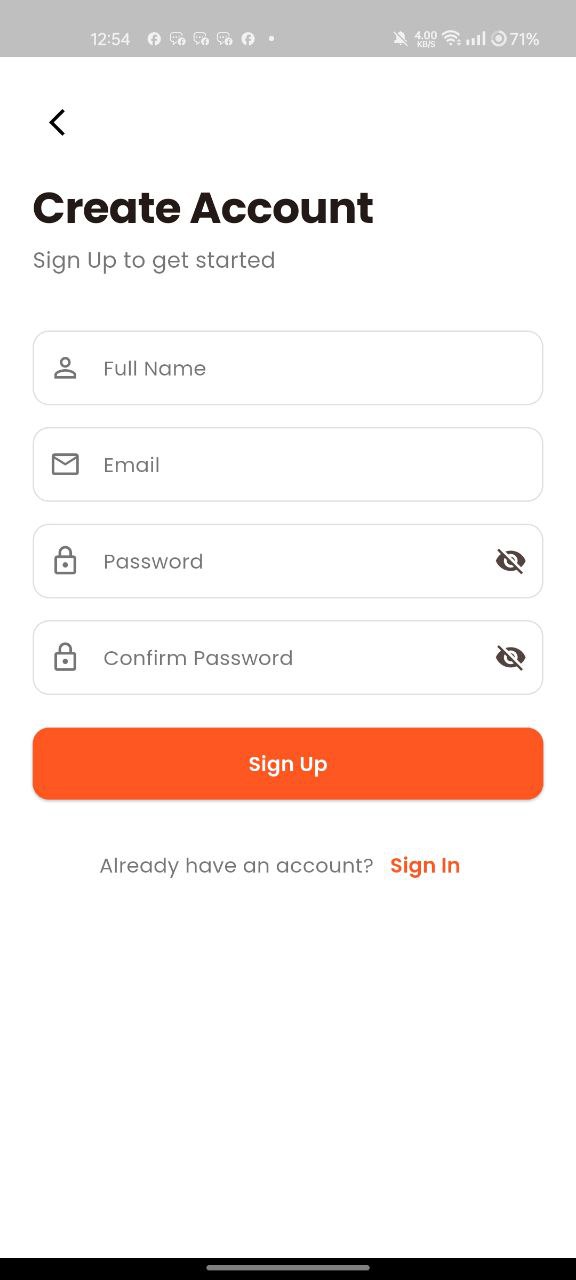 12:54 4.00 KB/S 71%
Create Account
Sign Up to get started
Full Name
Email
Password
Confirm Password
Sign Up
Already have an account? Sign In